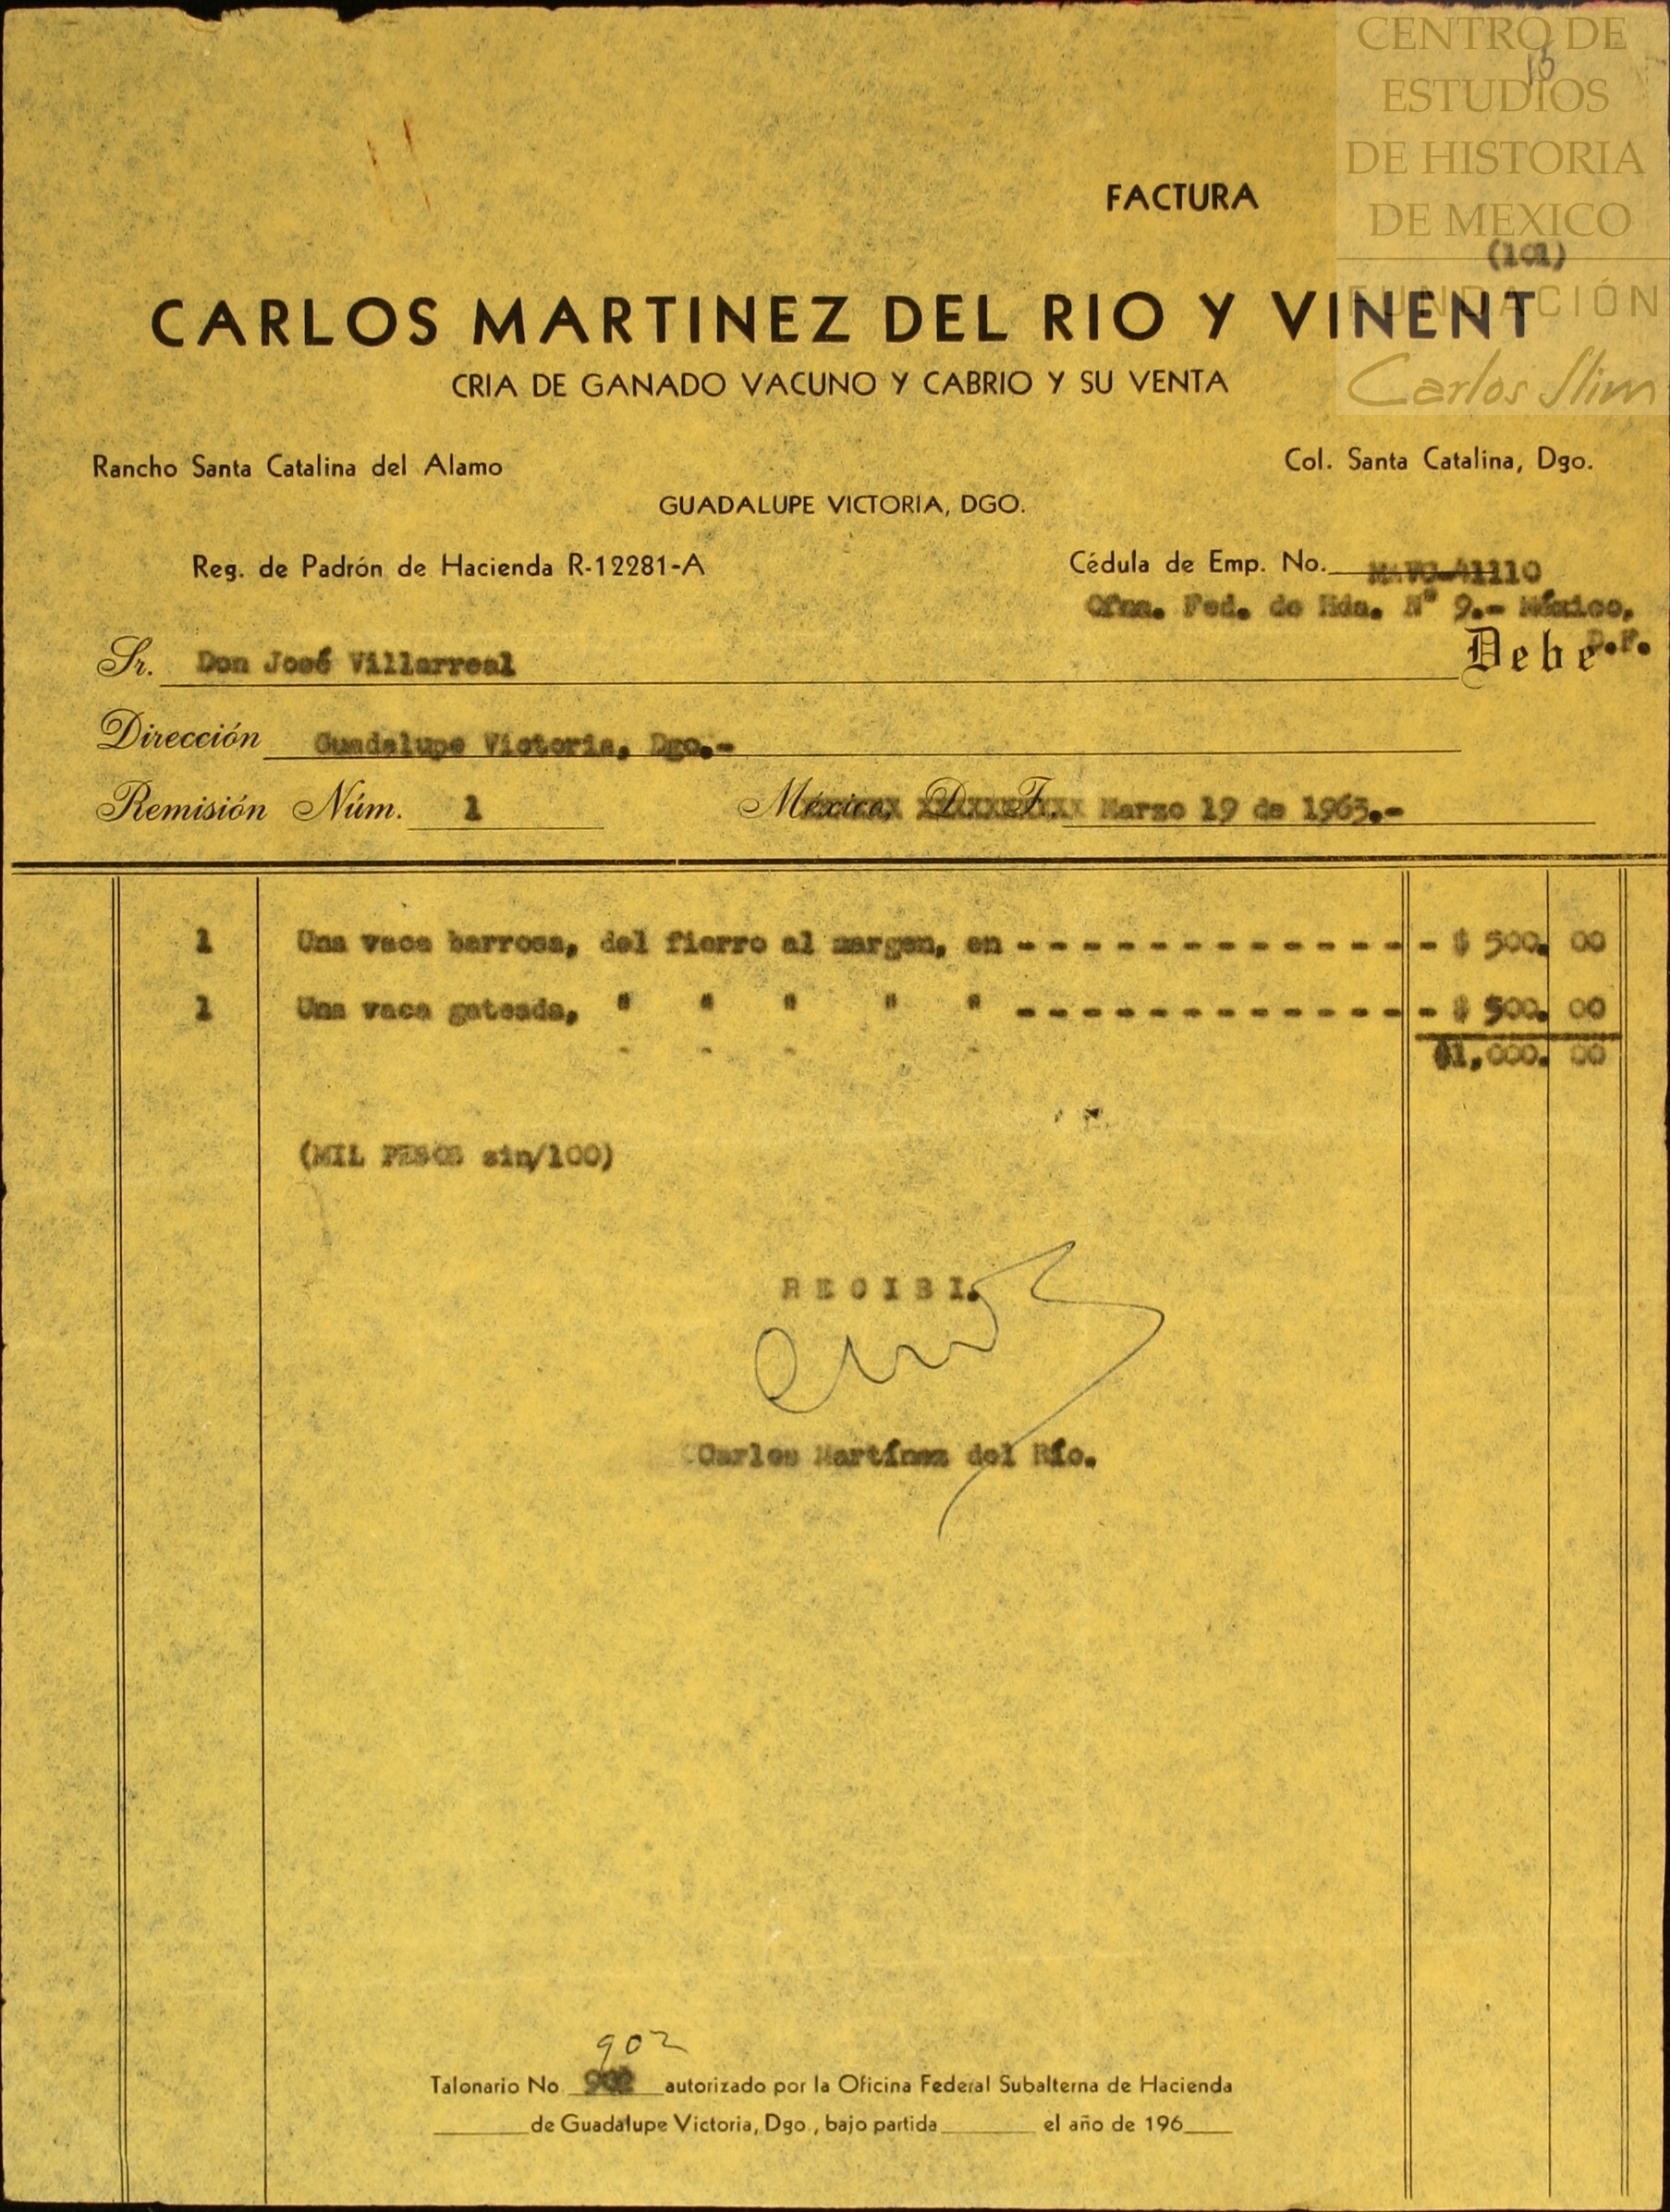 CENTRO DE
ESTUDIOS
DE HISTORIA
DE MEXICO
FUNDACIÓN
Carlos Slim
FACTURA
(101)
CARLOS MARTINEZ DEL RIO Y VINENT
CRIA DE GANADO VACUNO Y CABRIO Y SU VENTA
Rancho Santa Catalina del Alamo
Col. Santa Catalina, Dgo.
GUADALUPE VICTORIA, DGO.
Reg. de Padrón de Hacienda R-12281-A
Cédula de Emp. No.
Ofna. Fed. de Hda. N° 9.- México,
D.F.
Sr. Don José Villarreal Debe
Dirección Guadalupe Victoria, Dgo.-
Remisión Núm. 1 México, D. F. Marzo 19 de 1963.-
1 Una vaca barrosa, del fierro al margen, en - - - - - - - - - - - - - - $ 500. 00
1 Una vaca gateada, " " " " " - - - - - - - - - - - - - - $ 500. 00
$1,000. 00
(MIL PESOS sin/100)
RECIBI.
Carlos Martínez del Río.
902
Talonario No 902 autorizado por la Oficina Federal Subalterna de Hacienda
de Guadalupe Victoria, Dgo., bajo partida el año de 196